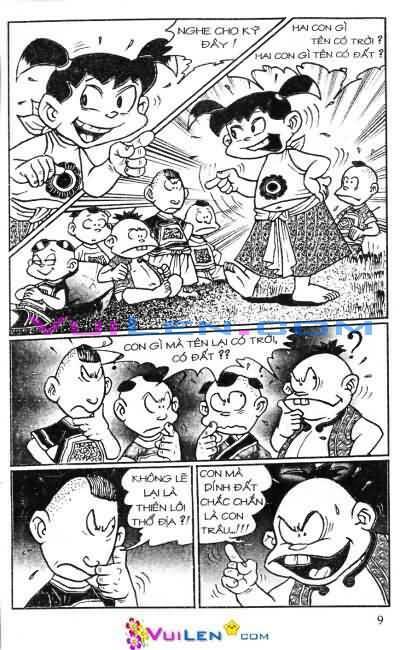 NGHE CHO KỸ
ĐÂY !
HAI CON GÌ
TÊN CÓ TRỜI ?
HAI CON GÌ TÊN CÓ ĐẤT ?
VUILEN.COM
CON GÌ MÀ TÊN LẠI CÓ TRỜI,
CÓ ĐẤT ??
?
KHÔNG LẼ
LẠI LÀ
THIÊN LÔI
THỔ ĐỊA ?!
CON MÀ
DÍNH ĐẤT
CHẮC CHẮN
LÀ CON
TRÂU...!!!
9
VUILEN.COM